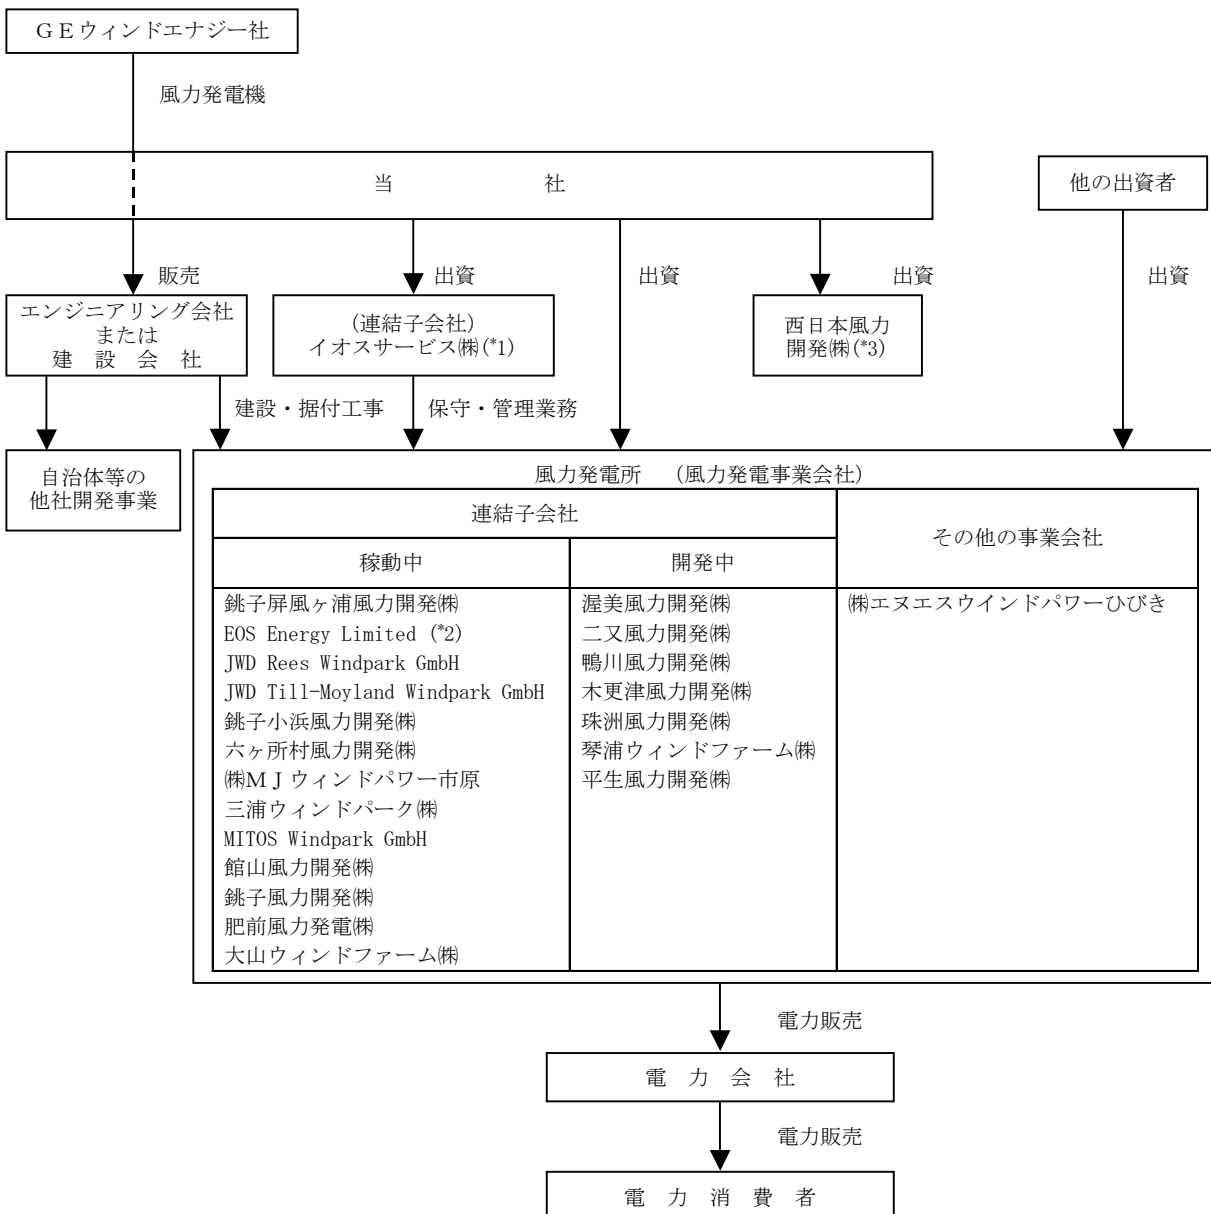 ＧＥウィンドエナジー社
風力発電機
当　社
他の出資者
販売
出資
出資
出資
出資
エンジニアリング会社
または
建　設　会　社
(連結子会社)
イオスサービス㈱(*1)
西日本風力
開発㈱(*3)
建設・据付工事
保守・管理業務
自治体等の
他社開発事業
風力発電所　(風力発電事業会社)
連結子会社
その他の事業会社
稼動中
開発中
銚子屏風ヶ浦風力開発㈱
EOS Energy Limited (*2)
JWD Rees Windpark GmbH
JWD Till-Moyland Windpark GmbH
銚子小浜風力開発㈱
六ヶ所村風力開発㈱
㈱ＭＪウィンドパワー市原
三浦ウィンドパーク㈱
MITOS Windpark GmbH
館山風力開発㈱
銚子風力開発㈱
肥前風力発電㈱
大山ウィンドファーム㈱
渥美風力開発㈱
二又風力開発㈱
鴨川風力開発㈱
木更津風力開発㈱
珠洲風力開発㈱
琴浦ウィンドファーム㈱
平生風力開発㈱
㈱エヌエスウインドパワーひびき
電力販売
電　力　会　社
電力販売
電　力　消　費　者